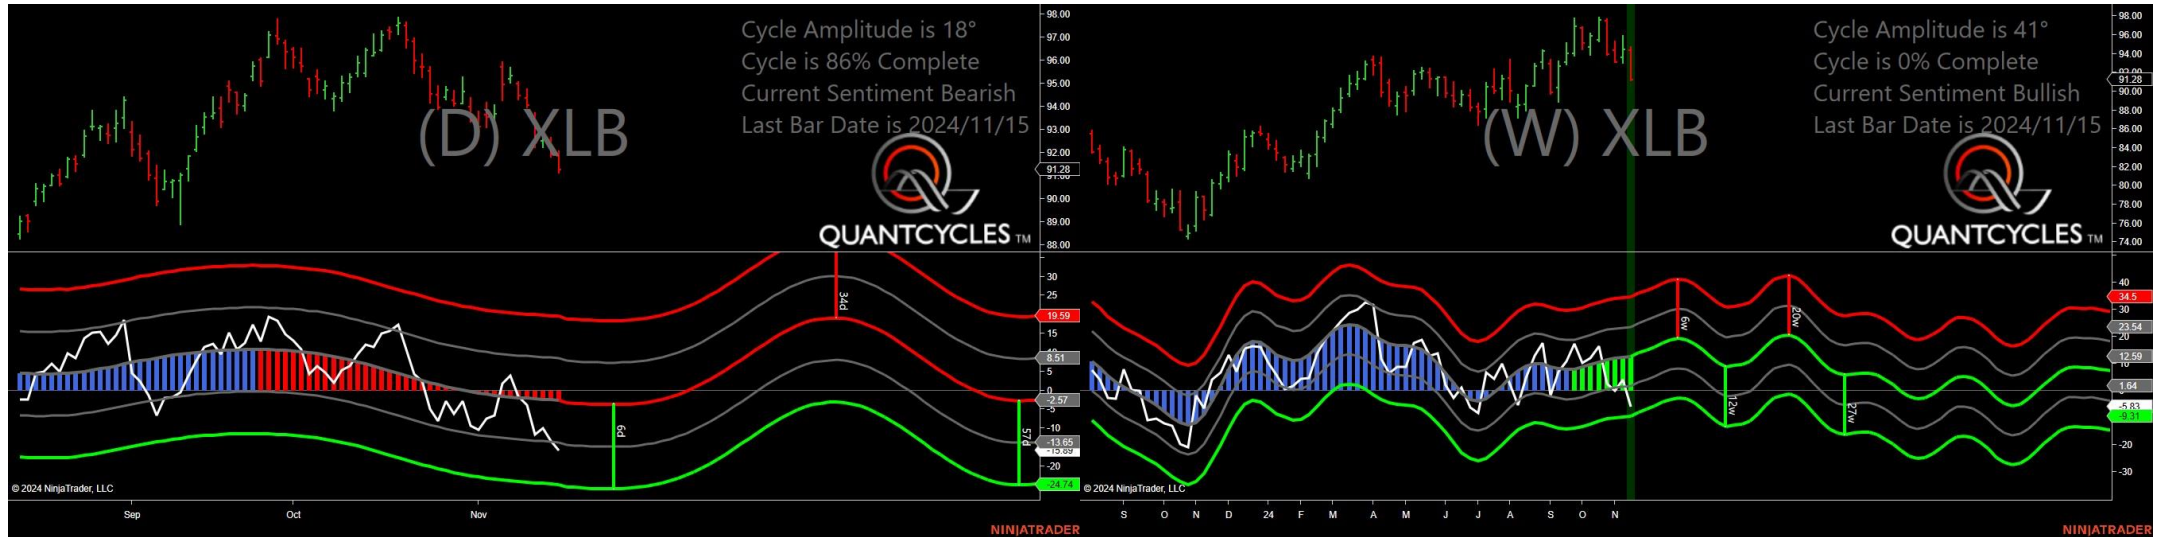 Cycle Amplitude is 18°
Cycle is 86% Complete
Current Sentiment Bearish
Last Bar Date is 2024/11/15
(D) XLB
QUANTCYCLES TM
98.00
97.00
96.00
95.00
94.00
93.00
92.00
91.28
91.00
90.00
89.00
88.00
34d
6d
57d
30
25
19.59
15
8.51
5
0
-2.57
-5
-10
-13.65
-15.89
-20
-24.74
© 2024 NinjaTrader, LLC
Sep
Oct
Nov
NINJATRADER
Cycle Amplitude is 41°
Cycle is 0% Complete
Current Sentiment Bullish
Last Bar Date is 2024/11/15
(W) XLB
QUANTCYCLES TM
98.00
96.00
94.00
92.00
91.28
90.00
88.00
86.00
84.00
82.00
80.00
78.00
76.00
74.00
6w
20w
12w
27w
40
34.5
30
23.54
20
12.59
10
1.64
-5.83
-9.31
-20
-30
© 2024 NinjaTrader, LLC
S
O
N
D
24
F
M
A
M
J
J
A
S
O
N
NINJATRADER